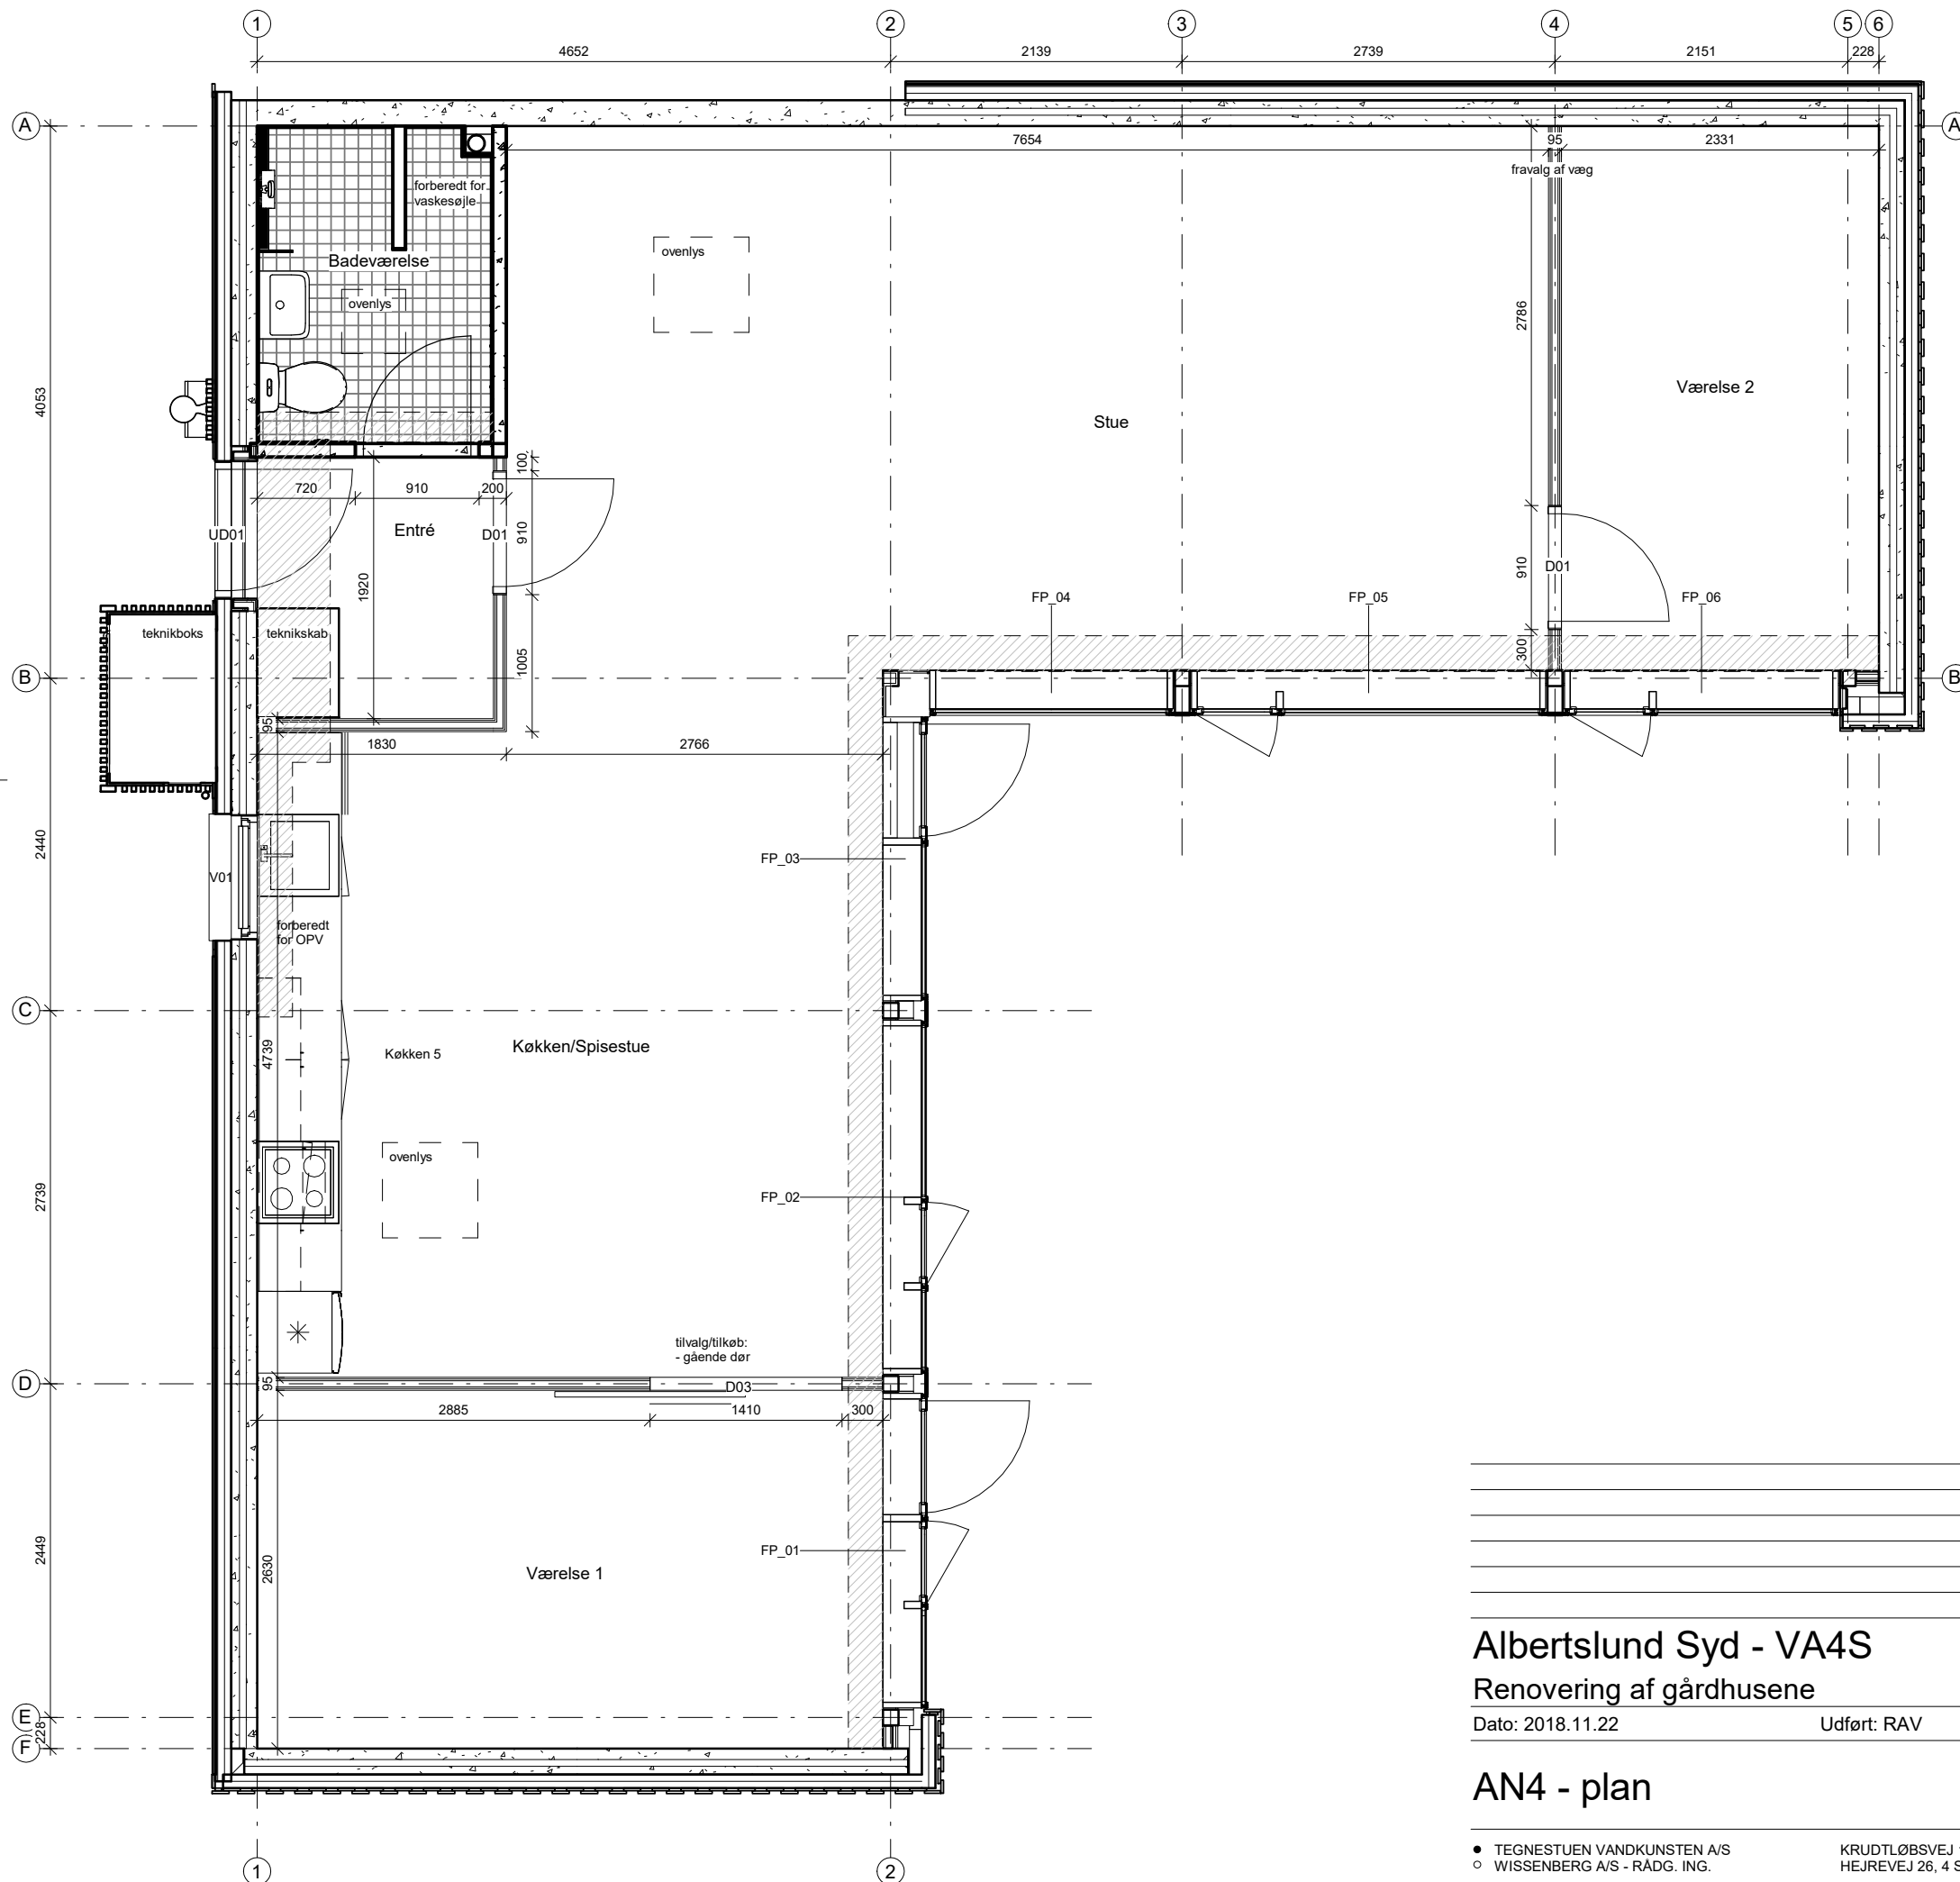 1
2
3
4
5
6
4652
2139
2739
2151
228
A
A
7654
95
2331
fravalg af væg
forberedt for
vaskesøjle
Badeværelse
ovenlys
ovenlys
2786
4053
Værelse 2
Stue
100
720
910
200
Entré
UD01
D01
910
1920
910
D01
FP_04
FP_05
FP_06
teknikboks
teknikskab
1005
300
B
B
95
1830
2766
2440
V01
FP_03
forberedt
for OPV
C
4739
Køkken 5
Køkken/Spisestue
ovenlys
2739
FP_02
tilvalg/tilkøb:
- gående dør
D
95
D03
2885
1410
300
2449
2630
Værelse 1
FP_01
E
228
F
1
2
Albertslund Syd - VA4S
Renovering af gårdhusene
Dato: 2018.11.22
Udført: RAV
AN4 - plan
TEGNESTUEN VANDKUNSTEN A/S
KRUDTLØBSVEJ
WISSENBERG A/S - RÅDG. ING.
HEJREVEJ 26, 4 S